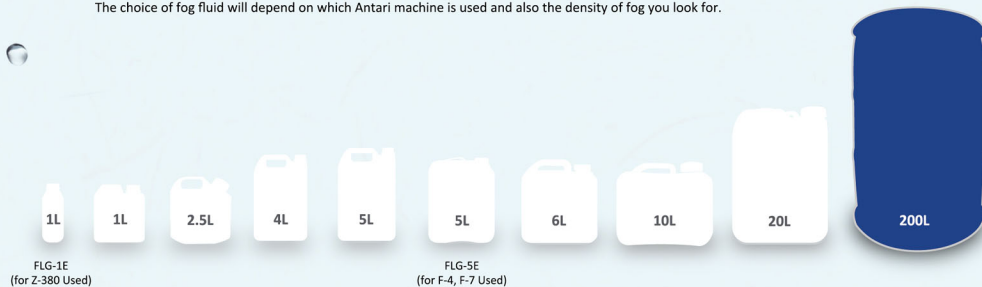 The choice of fog fluid will depend on which Antari machine is used and also the density of fog you look for.
1L
1L
2.5L
4L
5L
5L
6L
10L
20L
200L
FLG-1E
(for Z-380 Used)
FLG-5E
(for F-4, F-7 Used)